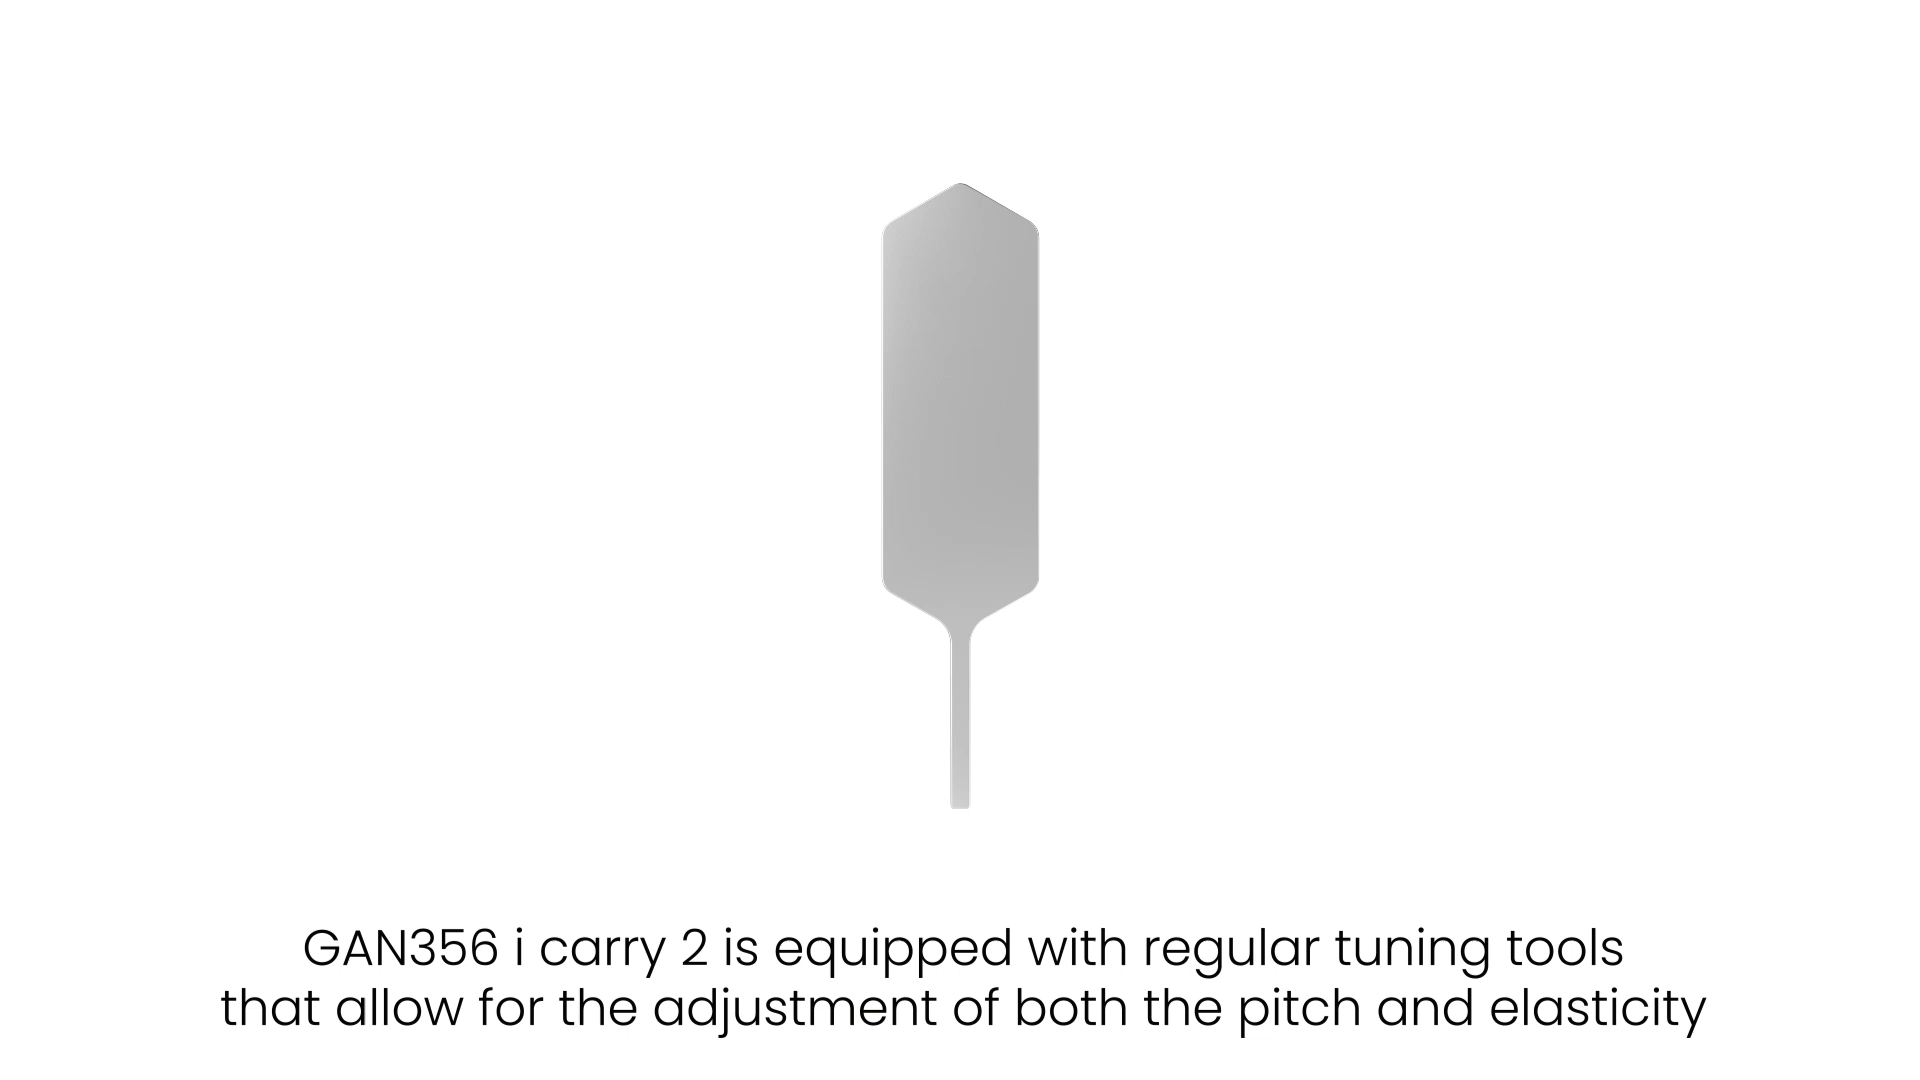 GAN356 i carry 2 is equipped with regular tuning tools
that allow for the adjustment of both the pitch and elasticity